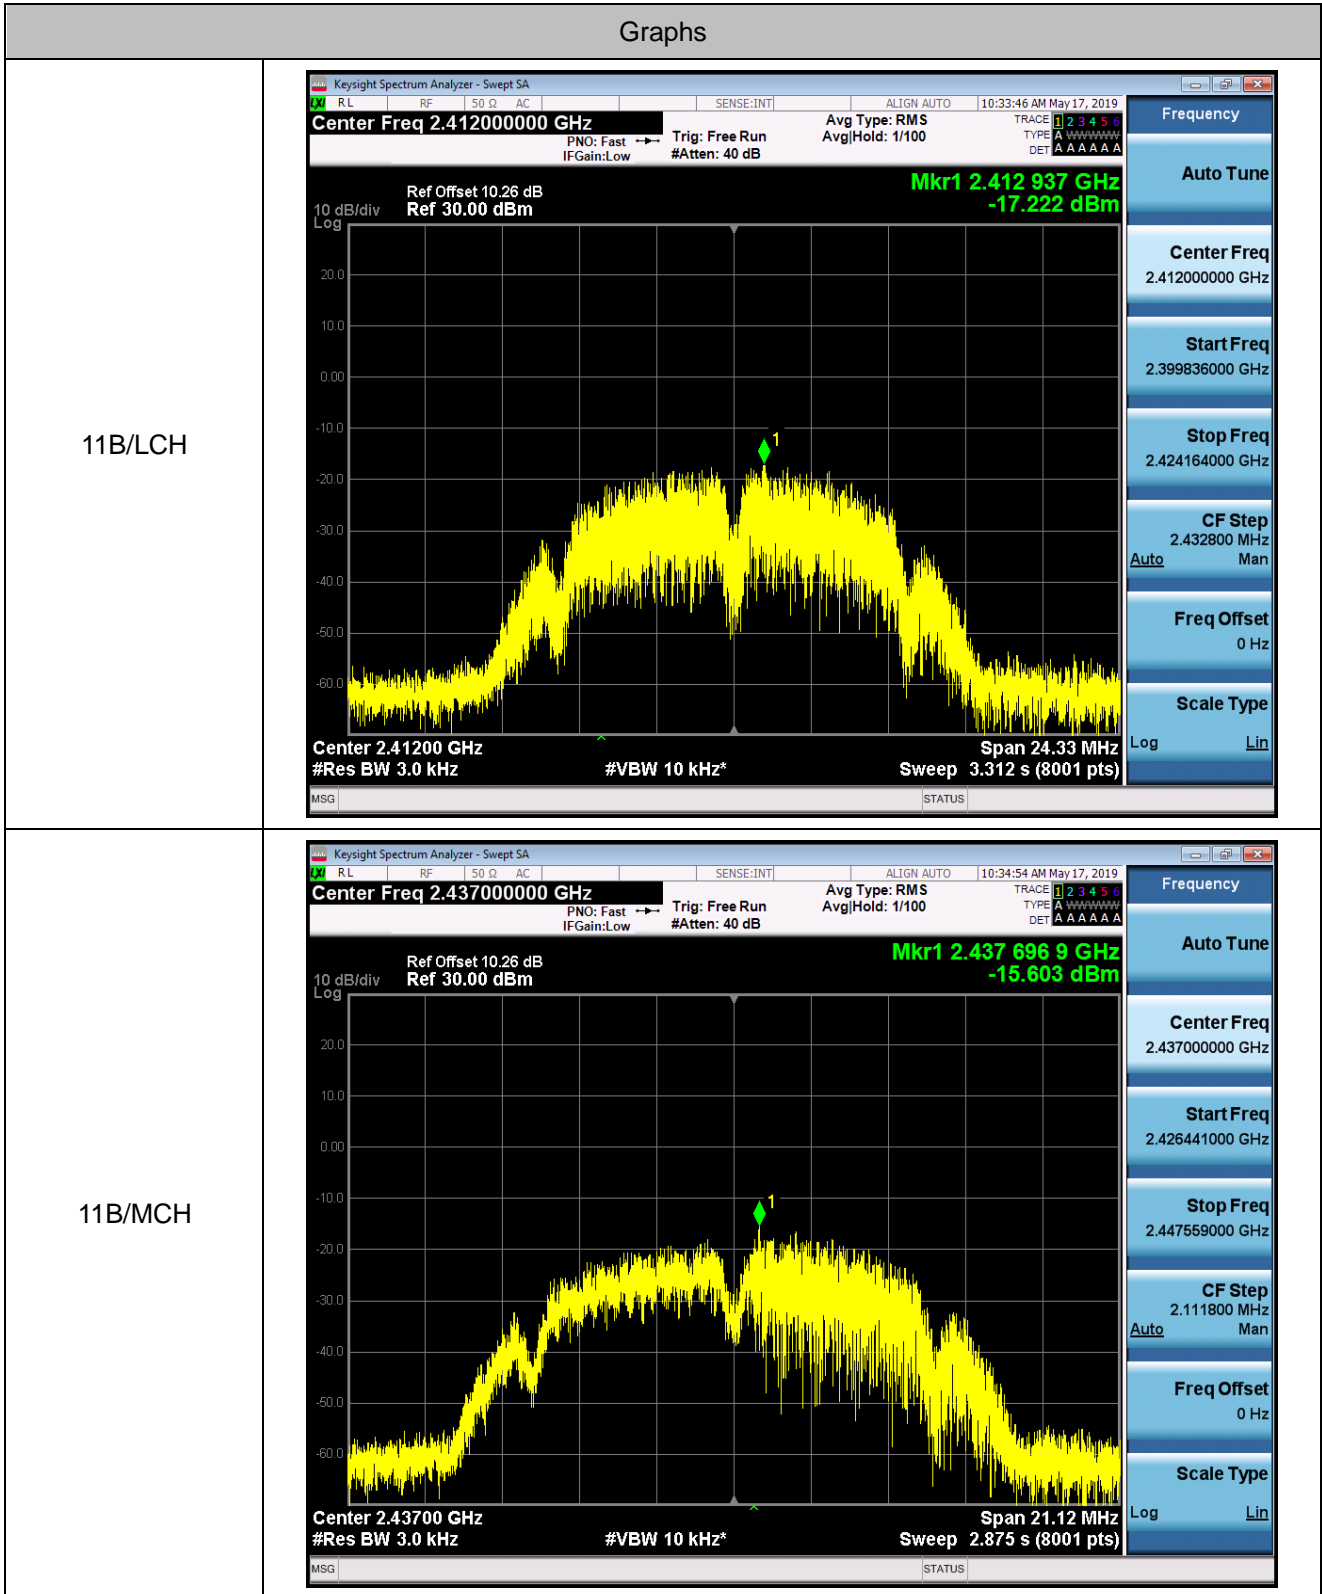 Graphs
11B/LCH
Keysight Spectrum Analyzer - Swept SA
LXI RL RF 50 Ω AC SENSE:INT ALIGN AUTO 10:33:46 AM May 17, 2019
Center Freq 2.412000000 GHz
PNO: Fast
IFGain:Low
Trig: Free Run
#Atten: 40 dB
Avg Type: RMS
Avg|Hold: 1/100
TRACE 1 2 3 4 5 6
TYPE A WWWWW
DET A A A A A A
Mkr1 2.412 937 GHz
-17.222 dBm
Ref Offset 10.26 dB
10 dB/div Ref 30.00 dBm
Log
20.0
10.0
0.00
-10.0
-20.0
-30.0
-40.0
-50.0
-60.0
1
Center 2.41200 GHz Span 24.33 MHz
#Res BW 3.0 kHz #VBW 10 kHz* Sweep 3.312 s (8001 pts)
MSG STATUS
Frequency
Auto Tune
Center Freq
2.412000000 GHz
Start Freq
2.399836000 GHz
Stop Freq
2.424164000 GHz
CF Step
2.432800 MHz
Auto Man
Freq Offset
0 Hz
Scale Type
Log Lin
11B/MCH
Keysight Spectrum Analyzer - Swept SA
LXI RL RF 50 Ω AC SENSE:INT ALIGN AUTO 10:34:54 AM May 17, 2019
Center Freq 2.437000000 GHz
PNO: Fast
IFGain:Low
Trig: Free Run
#Atten: 40 dB
Avg Type: RMS
Avg|Hold: 1/100
TRACE 1 2 3 4 5 6
TYPE A WWWWW
DET A A A A A A
Mkr1 2.437 696 9 GHz
-15.603 dBm
Ref Offset 10.26 dB
10 dB/div Ref 30.00 dBm
Log
20.0
10.0
0.00
-10.0
-20.0
-30.0
-40.0
-50.0
-60.0
1
Center 2.43700 GHz Span 21.12 MHz
#Res BW 3.0 kHz #VBW 10 kHz* Sweep 2.875 s (8001 pts)
MSG STATUS
Frequency
Auto Tune
Center Freq
2.437000000 GHz
Start Freq
2.426441000 GHz
Stop Freq
2.447559000 GHz
CF Step
2.111800 MHz
Auto Man
Freq Offset
0 Hz
Scale Type
Log Lin